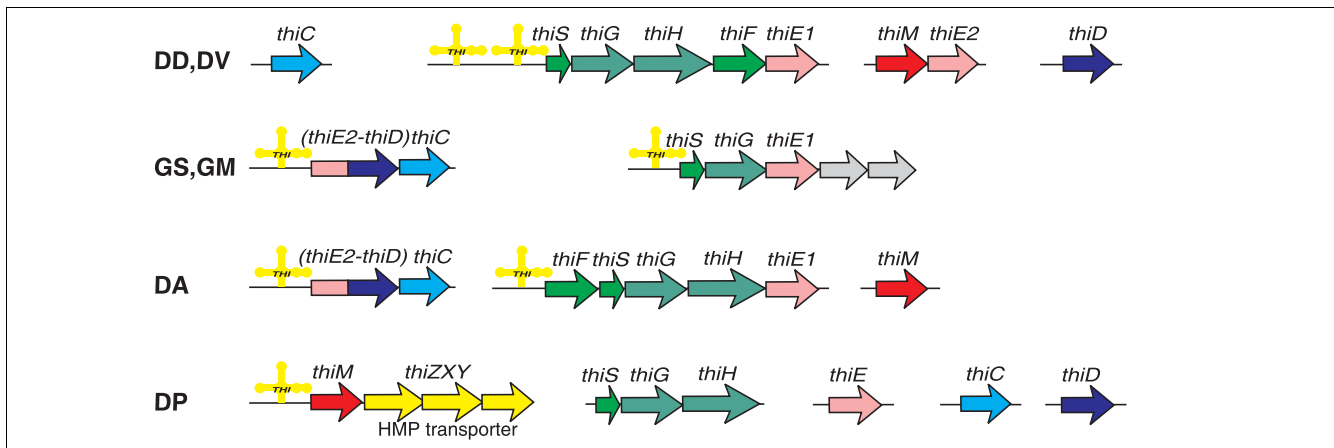 thiC thiS thiG thiH thiF thiE1 thiM thiE2 thiD
DD,DV THI THI
(thiE2-thiD) thiC thiS thiG thiE1
GS,GM THI THI
(thiE2-thiD) thiC thiF thiS thiG thiH thiE1 thiM
DA THI THI
thiM thiZXY thiS thiG thiH thiE thiC thiD
DP THI
HMP transporter